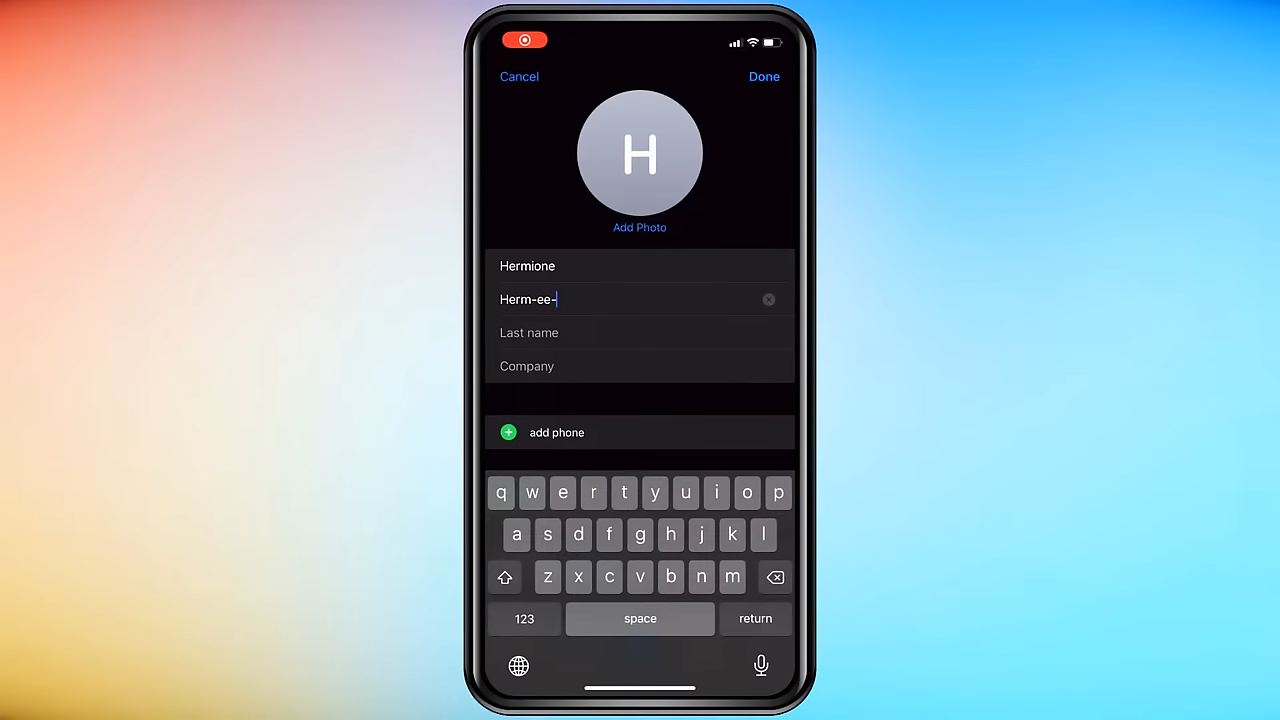 Cancel Done
H
Add Photo
Hermione
Herm-ee-
Last name
Company
add phone
q w e r t y u i o p
a s d f g h j k l
z x c v b n m
123 space return